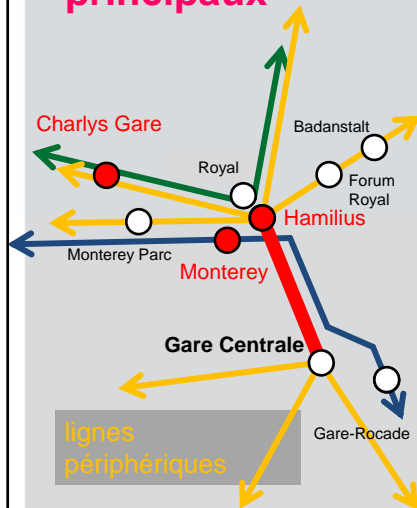 principaux
Charlys Gare
Badanstalt
Royal
Forum
Royal
Hamilius
Monterey Parc
Monterey
Gare Centrale
lignes
périphériques
Gare-Rocade